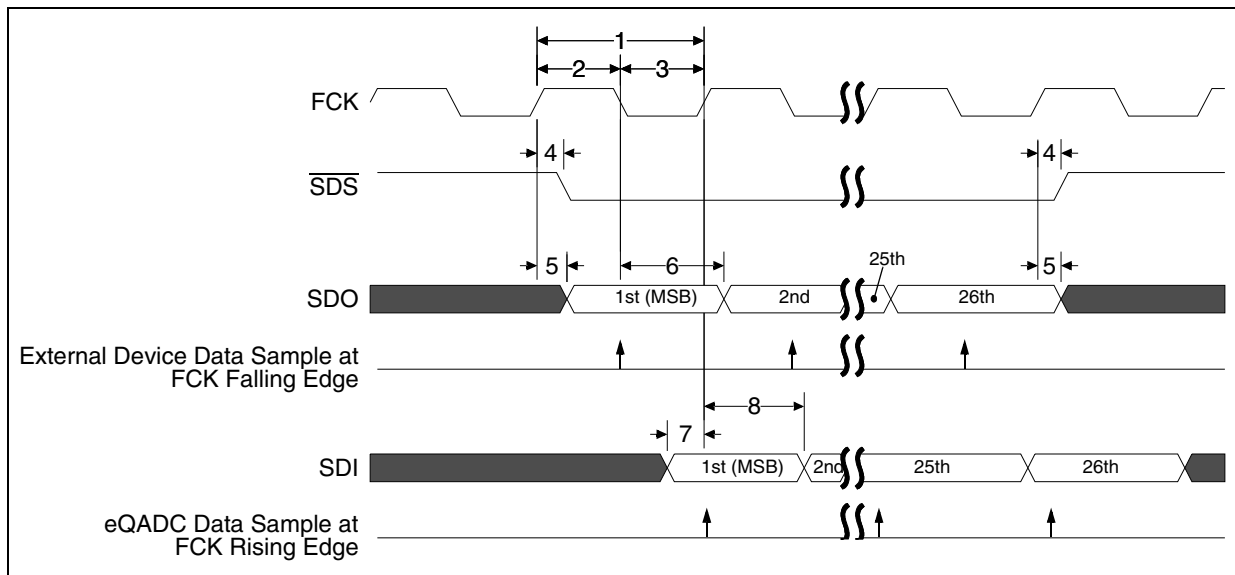 1
2
3
FCK
4
4
SDS
25th
5
6
5
SDO
1st (MSB)
2nd
26th
External Device Data Sample at
FCK Falling Edge
8
7
SDI
1st (MSB)
2nd
25th
26th
eQADC Data Sample at
FCK Rising Edge